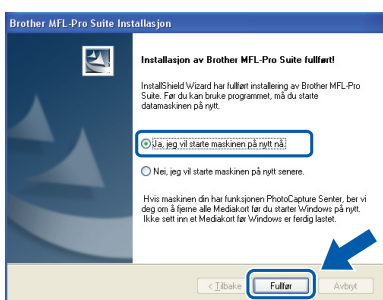 Brother MFL-Pro Suite Installasjon
Installasjon av Brother MFL-Pro Suite fullført!
InstallShield Wizard har fullført installering av Brother MFL-Pro
Suite. Før du kan bruke programmet, må du starte
datamaskinen på nytt.
Ja, jeg vil starte maskinen på nytt nå.
Nei, jeg vil starte maskinen på nytt senere.
Hvis maskinen din har funksjonen PhotoCapture Senter, ber vi
deg om å fjerne alle Mediakort før du starter Windows på nytt.
Ikke sett inn et Mediakort før Windows er ferdig lastet.
< Tilbake Fullfør Avbryt